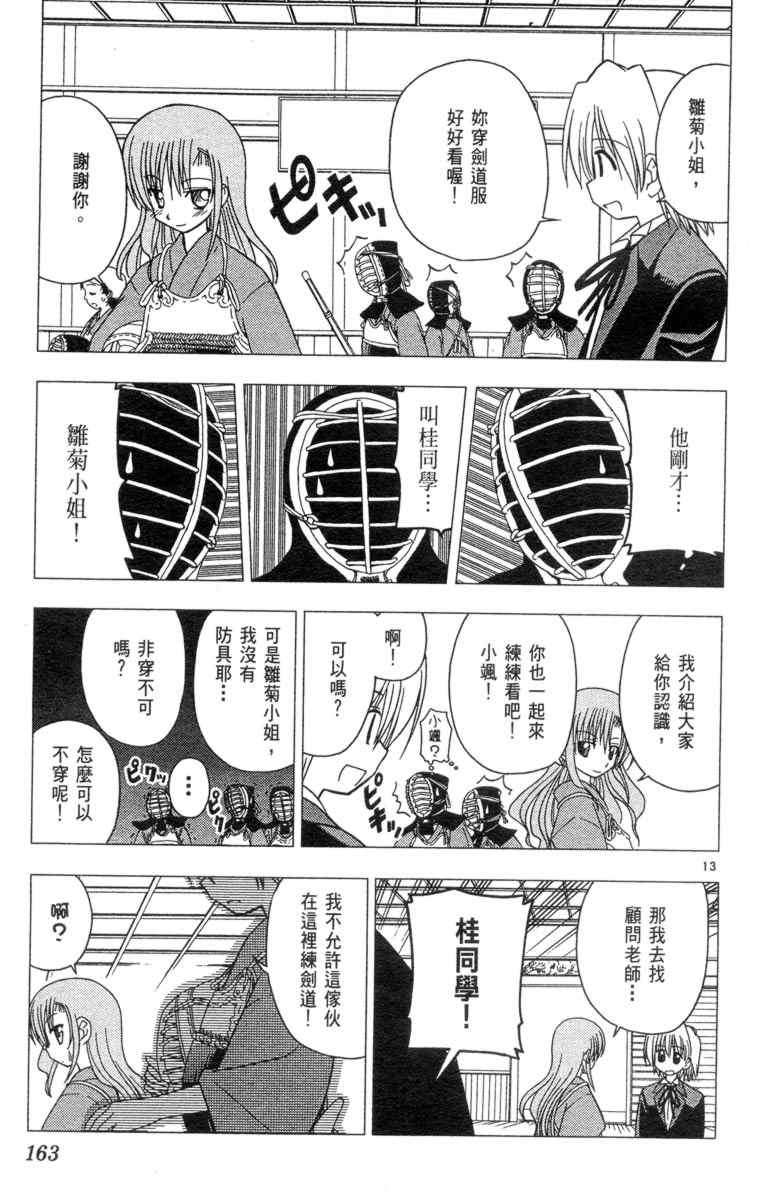 雛菊小姐，
妳穿劍道服
好好看喔！
ピキッ
謝謝你。
他剛才…
叫桂同學…
雛菊小姐！
我介紹大家
給你認識，
你也一起來
練練看吧！
小颯！
小颯？
ピキッ
啊！
可以嗎？
可是雛菊小姐，
我沒有
防具耶…
非穿不可
嗎？
ピクッ
…
ピクッ
怎麼可以
不穿呢！
13
那我去找
顧問老師…
桂同學！
我不允許這傢伙
在這裡練劍道！
啊？
163